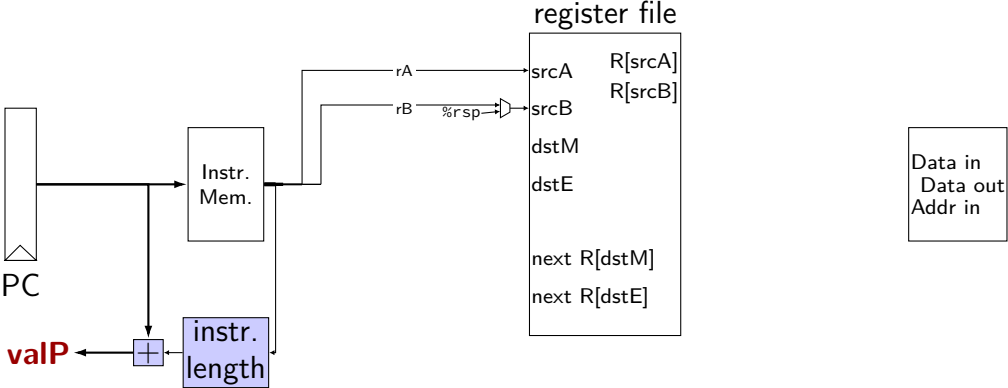 register file
rA
srcA
R[srcA]
R[srcB]
rB
%rsp
srcB
dstM
dstE
next R[dstM]
next R[dstE]
Instr.
Mem.
Data in
Data out
Addr in
PC
instr.
length
+
valP